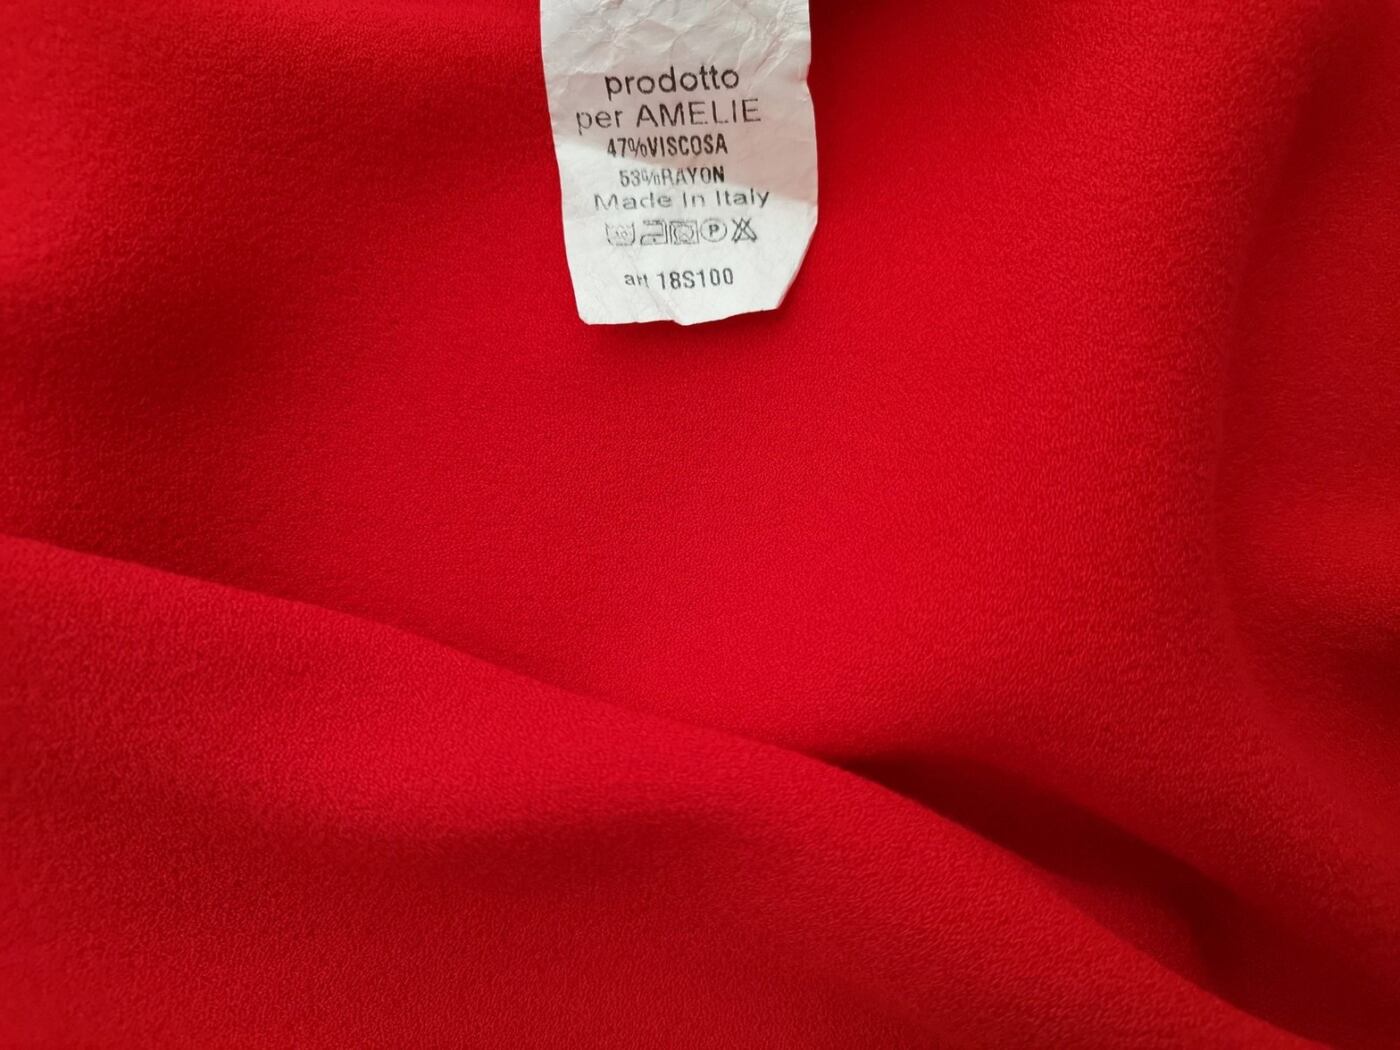 prodotto
per AMELIE
47%VISCOSA
53%RAYON
Made in Italy
P
art 18S100